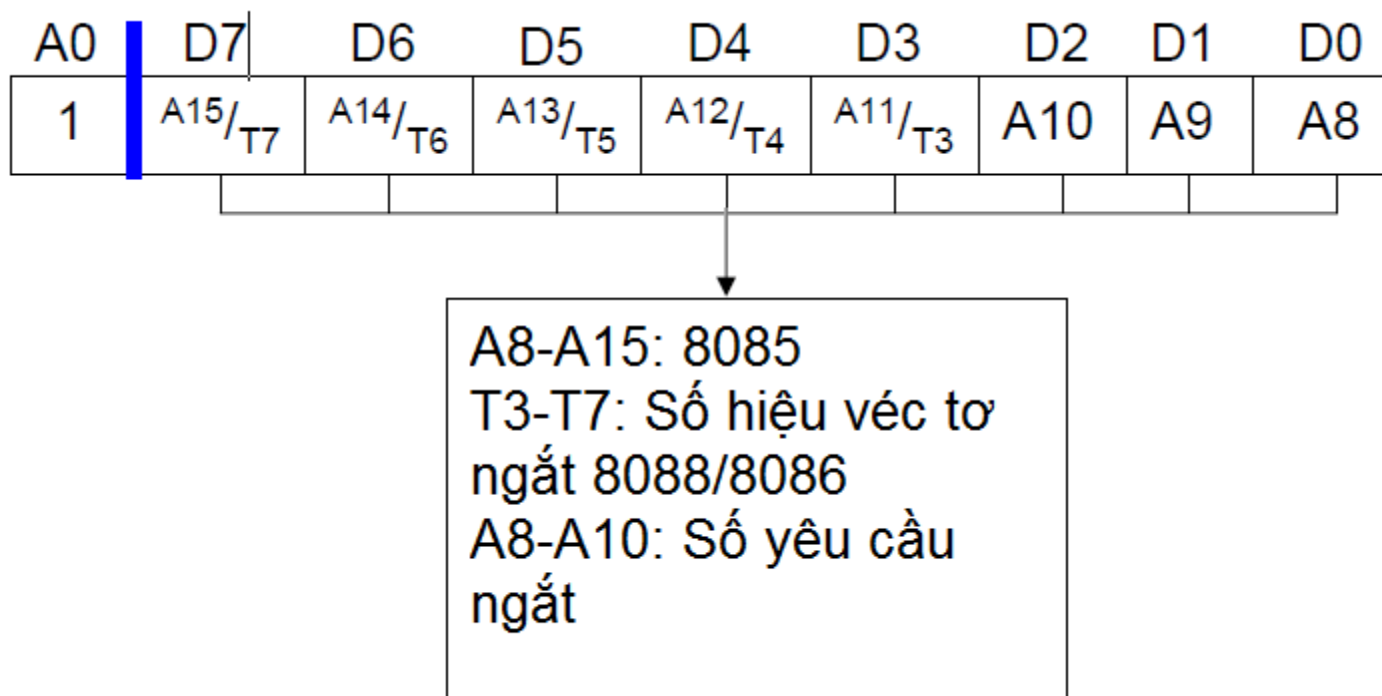 A0 D7 D6 D5 D4 D3 D2 D1 D0
1 A15/T7 A14/T6 A13/T5 A12/T4 A11/T3 A10 A9 A8
A8-A15: 8085
T3-T7: Số hiệu véc tơ
ngắt 8088/8086
A8-A10: Số yêu cầu
ngắt